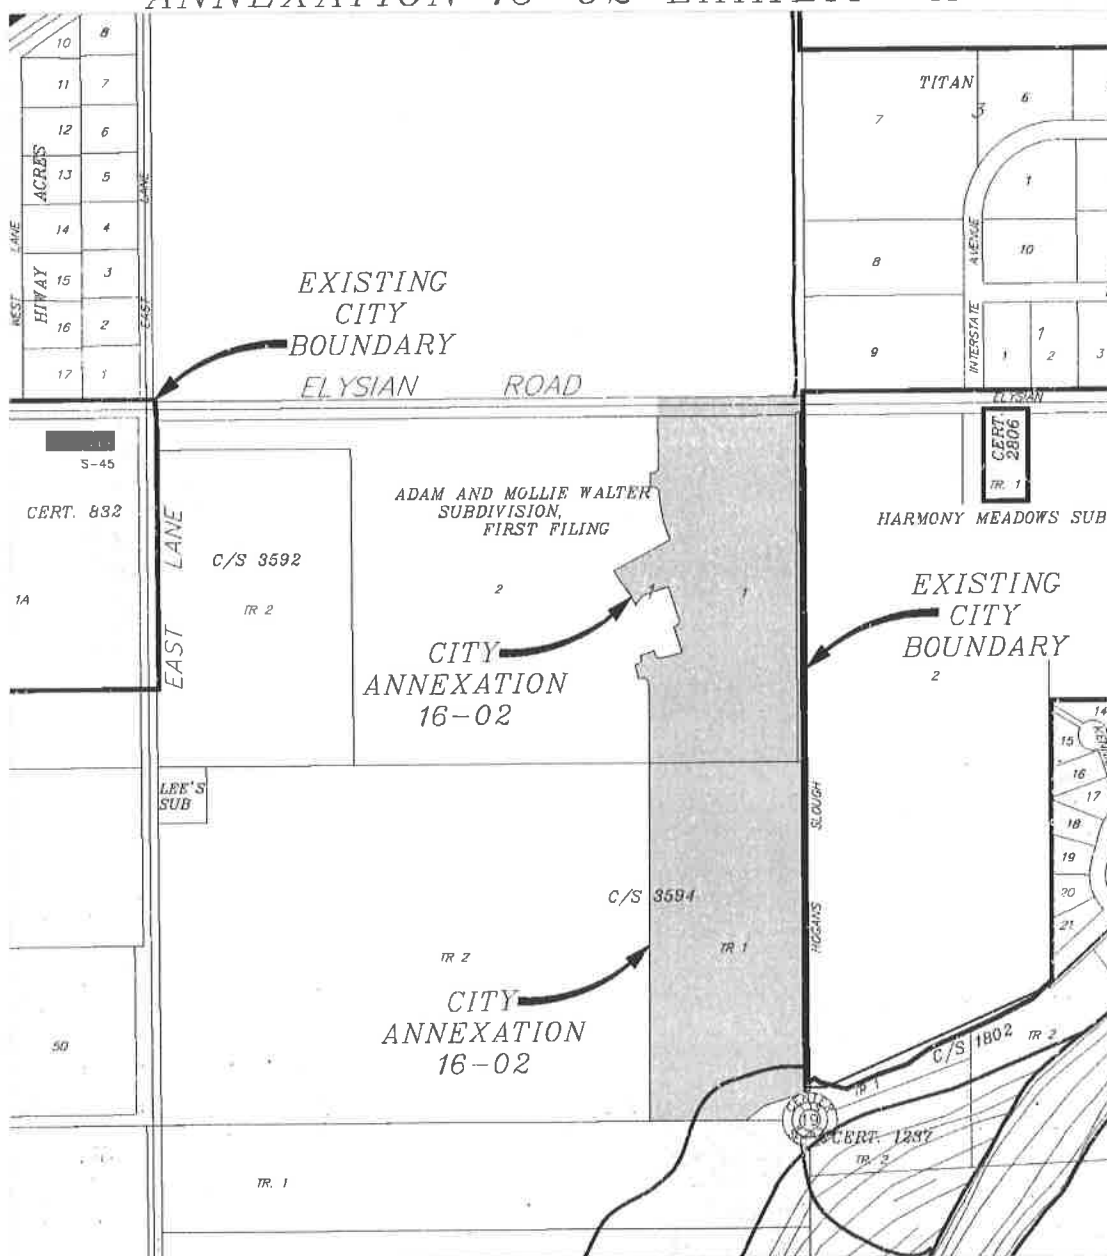 10
8
11
7
12
6
ACRES
13
5
LANE
14
4
WEST LANE
HIWAY
15
3
EAST
16
2
17
1
TITAN
7
3
6
1
8
AVENUE
10
INTERSTATE
9
1
1
2
3
EXISTING
CITY
BOUNDARY
ELYSIAN ROAD
ELYSIAN
S-45
CERT. 832
1A
EAST LANE
C/S 3592
TR 2
ADAM AND MOLLIE WALTER
SUBDIVISION,
FIRST FILING
2
1
1
CERT.
2806
TR. 1
HARMONY MEADOWS SUB
EXISTING
CITY
BOUNDARY
2
CITY
ANNEXATION
16-02
LEE'S
SUB
HOGANS SLOUGH
14
15
16
17
18
19
20
21
C/S 3594
TR 2
TR 1
CITY
ANNEXATION
16-02
50
C/S 1802
TR 2
TR 1
CENTER
19
CERT. 1237
TR. 2
TR. 1